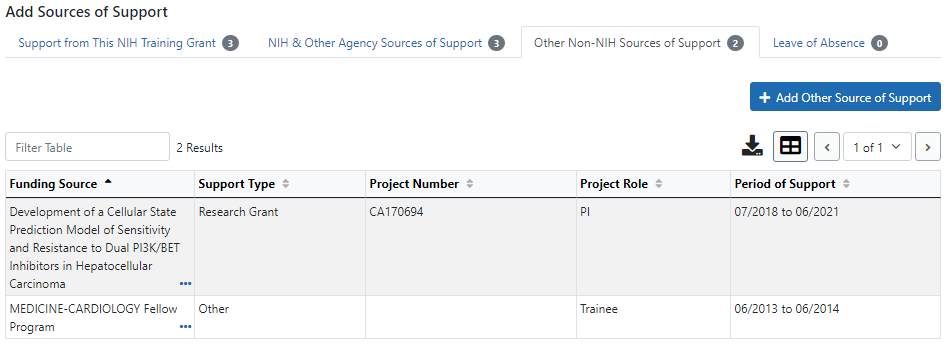 Add Sources of Support
Support from This NIH Training Grant 3 NIH & Other Agency Sources of Support 3 Other Non-NIH Sources of Support 2 Leave of Absence 0
+ Add Other Source of Support
Filter Table 2 Results 1 of 1
Funding Source Support Type Project Number Project Role Period of Support
Development of a Cellular State Research Grant CA170694 PI 07/2018 to 06/2021
Prediction Model of Sensitivity
and Resistance to Dual PI3K/BET
Inhibitors in Hepatocellular
Carcinoma •••
MEDICINE-CARDIOLOGY Fellow Other Trainee 06/2013 to 06/2014
Program •••